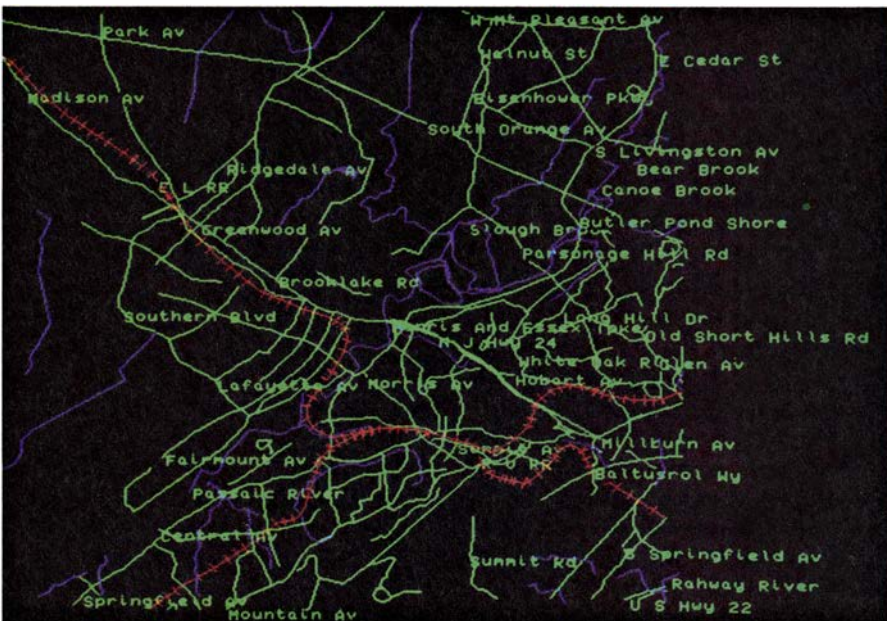 W Mt Pleasant Av
Park Av
Walnut St
E Cedar St
Madison Av
Eisenhower Pkw
South Orange Av
S Livingston Av
Ridgedale Av
Bear Brook
E L RR
Canoe Brook
Greenwood Av
Slough Br
Butler Pond Shore
Parsonage Hill Rd
Brooklake Rd
Southern Blvd
Long Hill Dr
Morris And Essex Tpke
Old Short Hills Rd
N J Hwy 24
White Oak R
Glen Av
Lafayette Av
Morris Av
Hobart Av
Summit Av
Millburn Av
Fairmount Av
R V RR
Baltusrol Wy
Passaic River
Central Av
Summit Rd
S Springfield Av
Rahway River
Springfield Av
U S Hwy 22
Mountain Av